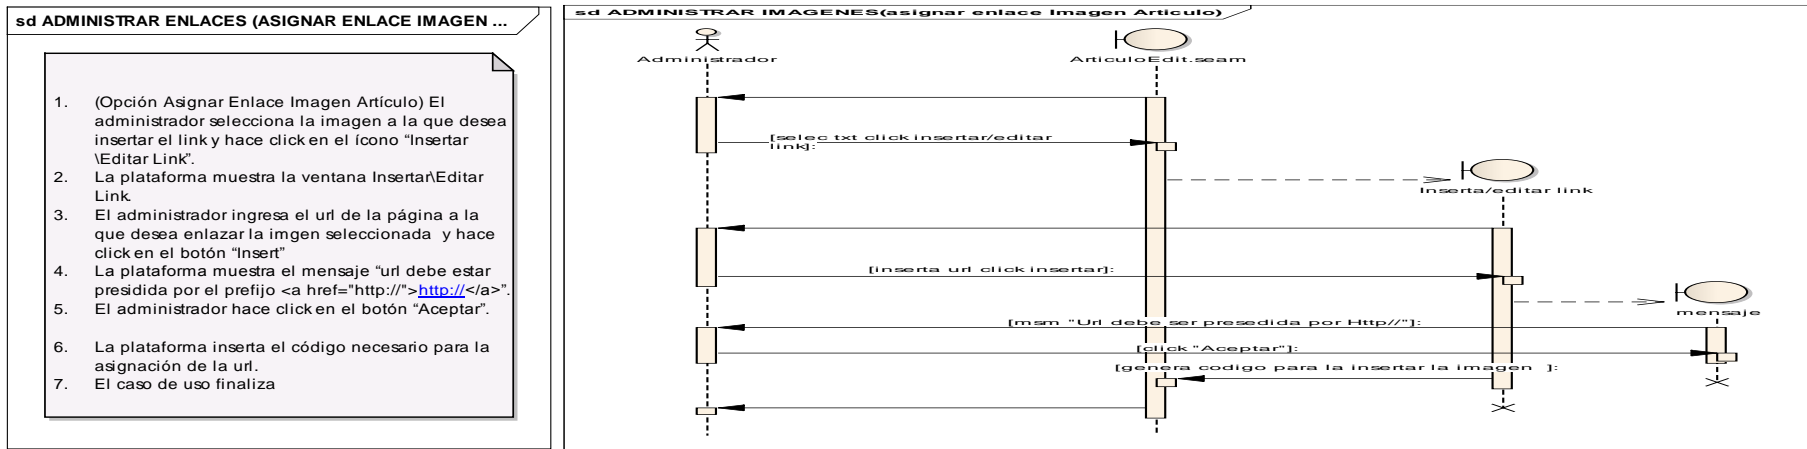 sd ADMINISTRAR ENLACES (ASIGNAR ENLACE IMAGEN ...
1. (Opción Asignar Enlace Imagen Artículo) El
administrador selecciona la imagen a la que desea
insertar el link y hace click en el ícono “Insertar
\Editar Link”.
2. La plataforma muestra la ventana Insertar\Editar
Link.
3. El administrador ingresa el url de la página a la
que desea enlazar la imgen seleccionada y hace
click en el botón “Insert”
4. La plataforma muestra el mensaje “url debe estar
presidida por el prefijo <a href="http://">http://</a>”.
5. El administrador hace click en el botón “Aceptar”.
6. La plataforma inserta el código necesario para la
asignación de la url.
7. El caso de uso finaliza
sd ADMINISTRAR IMAGENES(asignar enlace Imagen Articulo)
Administrador
ArticuloEdit.seam
[selec txt click insertar/editar
link]:
Inserta/editar link
[inserta url click insertar]:
mensaje
[msm "Url debe ser presedida por Http//"]:
[click "Aceptar"]:
[genera codigo para la insertar la imagen ]: